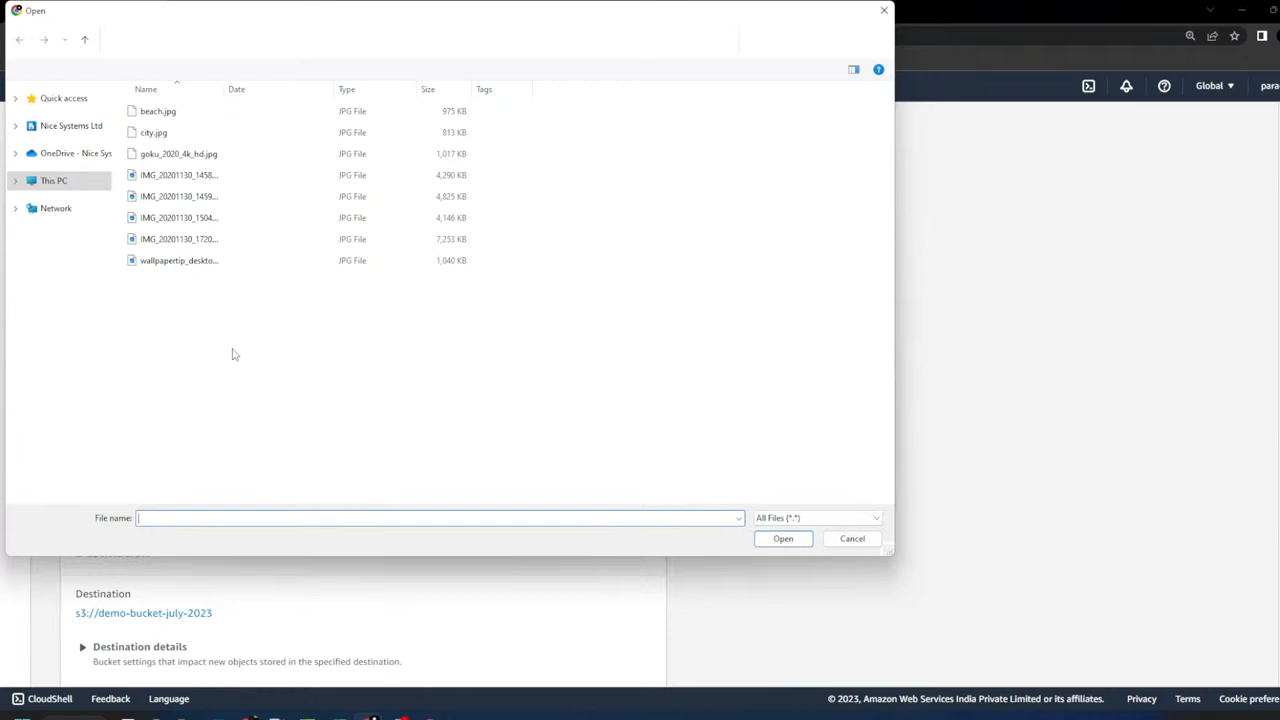 Open
Global
para
Name
Date
Type
Size
Tags
Quick access
Nice Systems Ltd
OneDrive - Nice Sys
This PC
Network
beach.jpg JPG File 975 KB
city.jpg JPG File 813 KB
goku_2020_4k_hd.jpg JPG File 1,017 KB
IMG_20201130_1458... JPG File 4,290 KB
IMG_20201130_1459... JPG File 4,825 KB
IMG_20201130_1504... JPG File 4,146 KB
IMG_20201130_1720... JPG File 7,253 KB
wallpapertip_deskto... JPG File 1,040 KB
File name:
All Files (*.*)
Open
Cancel
Destination
s3://demo-bucket-july-2023
Destination details
Bucket settings that impact new objects stored in the specified destination.
CloudShell
Feedback
Language
© 2023, Amazon Web Services India Private Limited or its affiliates.
Privacy
Terms
Cookie prefere